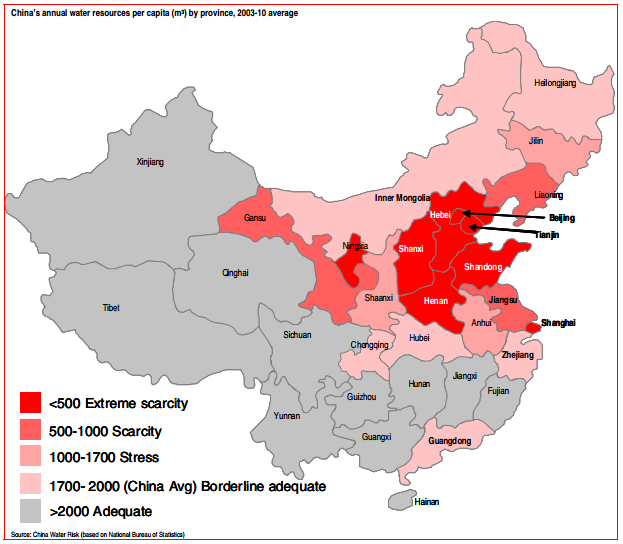 China's annual water resources per capita (m³) by province, 2003-10 average
Heilongjiang
Jilin
Xinjiang
Liaoning
Inner Mongolia
Hebei
Beijing
Gansu
Tianjin
Ningxia
Shanxi
Shandong
Qinghai
Shaanxi
Henan
Jiangsu
Tibet
Anhui
Shanghai
Sichuan
Chengqing
Hubei
Zhejiang
Hunan
Jiangxi
Guizhou
Fujian
Yunran
Guangxi
Guangdong
Hainan
<500 Extreme scarcity
500-1000 Scarcity
1000-1700 Stress
1700- 2000 (China Avg) Borderline adequate
>2000 Adequate
Source: China Water Risk (based on National Bureau of Statistics)